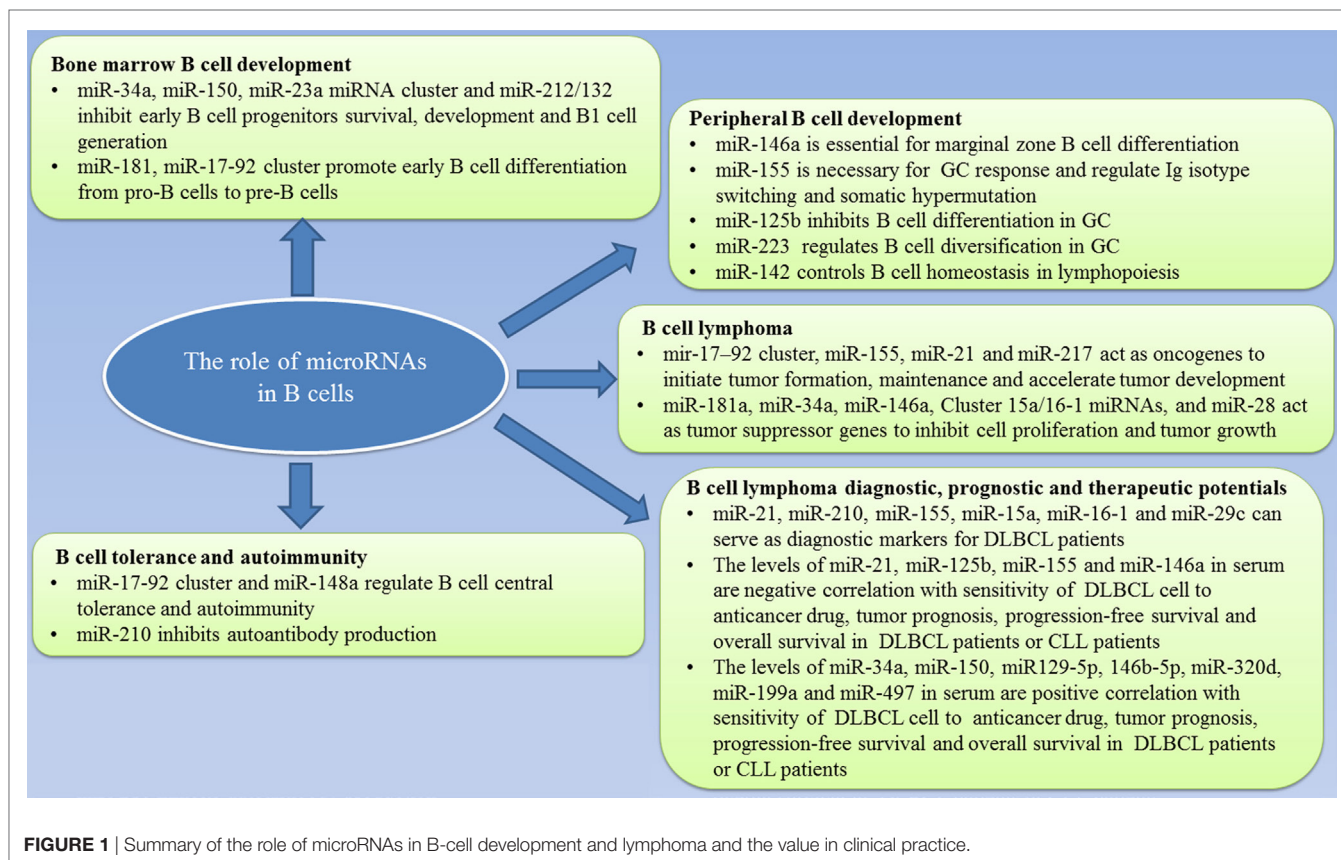 Bone marrow B cell development
• miR-34a, miR-150, miR-23a miRNA cluster and miR-212/132
inhibit early B cell progenitors survival, development and B1 cell
generation
• miR-181, miR-17-92 cluster promote early B cell differentiation
from pro-B cells to pre-B cells
Peripheral B cell development
• miR-146a is essential for marginal zone B cell differentiation
• miR-155 is necessary for GC response and regulate Ig isotype
switching and somatic hypermutation
• miR-125b inhibits B cell differentiation in GC
• miR-223 regulates B cell diversification in GC
• miR-142 controls B cell homeostasis in lymphopoiesis
The role of microRNAs
in B cells
B cell lymphoma
• mir-17–92 cluster, miR-155, miR-21 and miR-217 act as oncogenes to
initiate tumor formation, maintenance and accelerate tumor development
• miR-181a, miR-34a, miR-146a, Cluster 15a/16-1 miRNAs, and miR-28 act
as tumor suppressor genes to inhibit cell proliferation and tumor growth
B cell tolerance and autoimmunity
• miR-17-92 cluster and miR-148a regulate B cell central
tolerance and autoimmunity
• miR-210 inhibits autoantibody production
B cell lymphoma diagnostic, prognostic and therapeutic potentials
• miR-21, miR-210, miR-155, miR-15a, miR-16-1 and miR-29c can
serve as diagnostic markers for DLBCL patients
• The levels of miR-21, miR-125b, miR-155 and miR-146a in serum
are negative correlation with sensitivity of DLBCL cell to
anticancer drug, tumor prognosis, progression-free survival and
overall survival in DLBCL patients or CLL patients
• The levels of miR-34a, miR-150, miR129-5p, 146b-5p, miR-320d,
miR-199a and miR-497 in serum are positive correlation with
sensitivity of DLBCL cell to anticancer drug, tumor prognosis,
progression-free survival and overall survival in DLBCL patients
or CLL patients
FIGURE 1 | Summary of the role of microRNAs in B-cell development and lymphoma and the value in clinical practice.